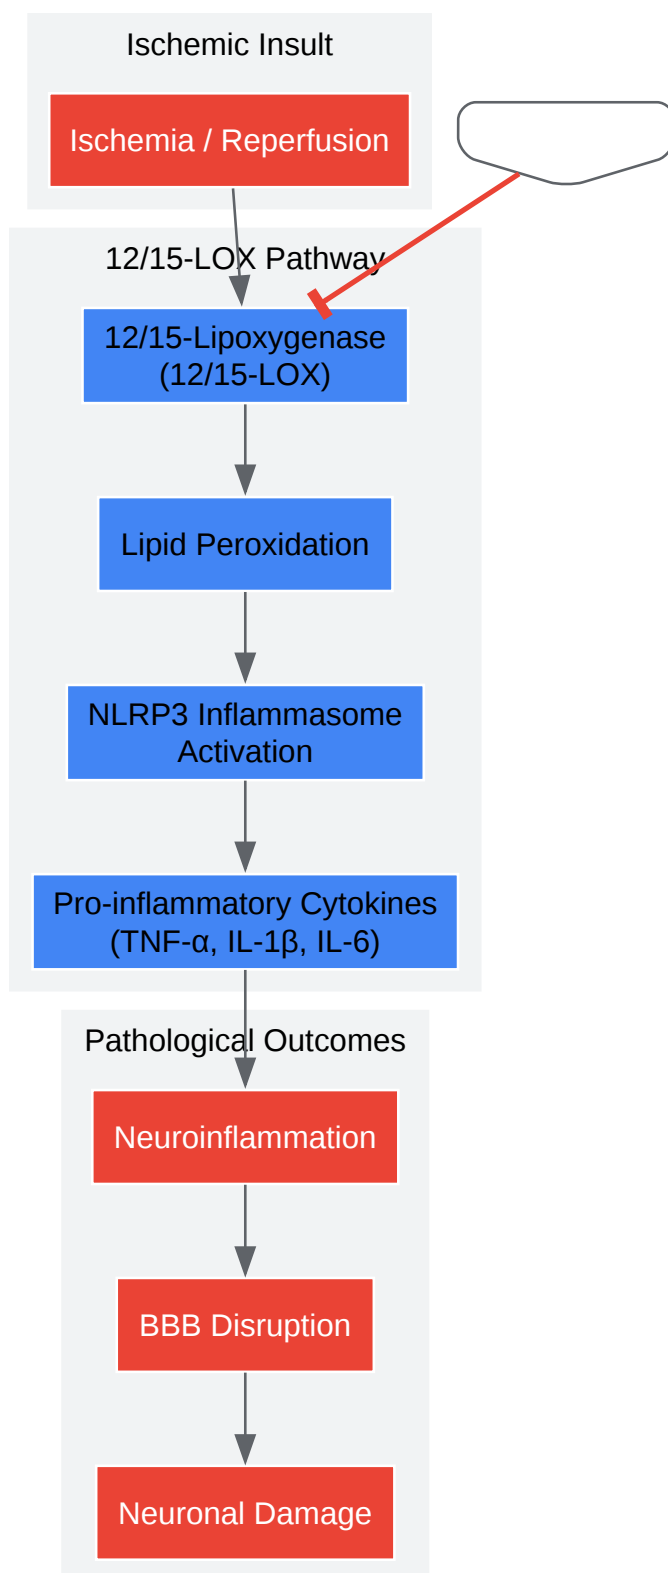 Ischemic Insult
Ischemia / Reperfusion
12/15-LOX Pathway
12/15-Lipoxygenase
(12/15-LOX)
Lipid Peroxidation
NLRP3 Inflammasome
Activation
Pro-inflammatory Cytokines
(TNF-α, IL-1β, IL-6)
Pathological Outcomes
Neuroinflammation
BBB Disruption
Neuronal Damage